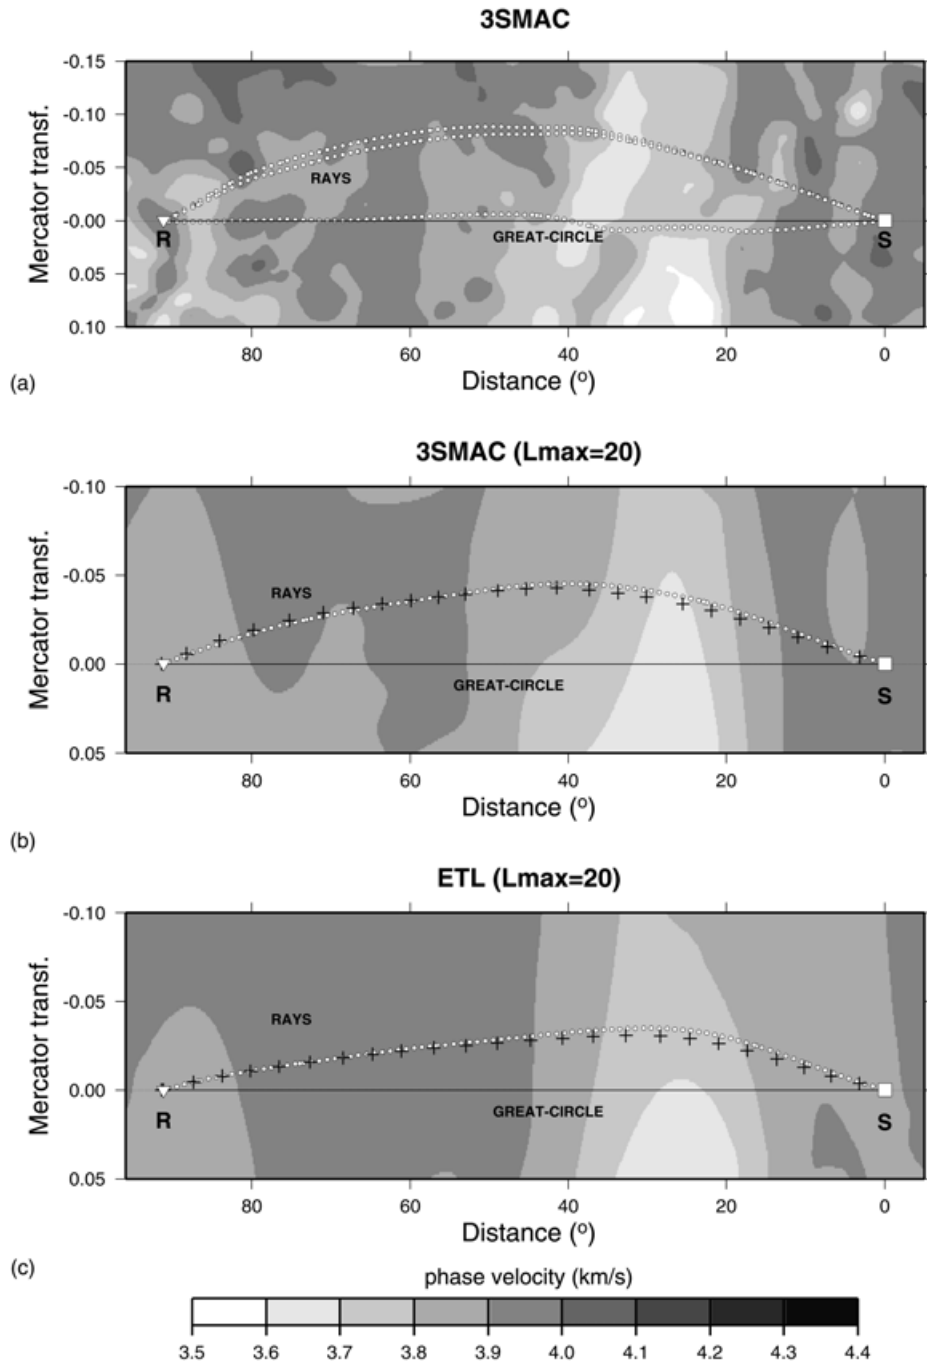 3SMAC
Mercator transf.
-0.15
-0.10
-0.05
-0.00
0.05
0.10
RAYS
GREAT-CIRCLE
R
S
80
60
40
20
0
Distance (º)
(a)
3SMAC (Lmax=20)
Mercator transf.
-0.10
-0.05
0.00
0.05
RAYS
GREAT-CIRCLE
R
S
80
60
40
20
0
Distance (º)
(b)
ETL (Lmax=20)
Mercator transf.
-0.10
-0.05
0.00
0.05
RAYS
GREAT-CIRCLE
R
S
80
60
40
20
0
Distance (º)
(c)
phase velocity (km/s)
3.5 3.6 3.7 3.8 3.9 4.0 4.1 4.2 4.3 4.4